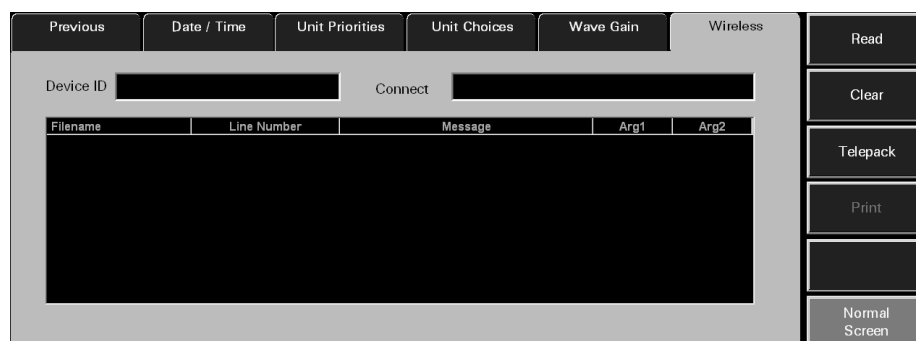 Previous
Date / Time
Unit Priorities
Unit Choices
Wave Gain
Wireless
Device ID
Connect
Filename
Line Number
Message
Arg1
Arg2
Read
Clear
Telepack
Print
Normal
Screen